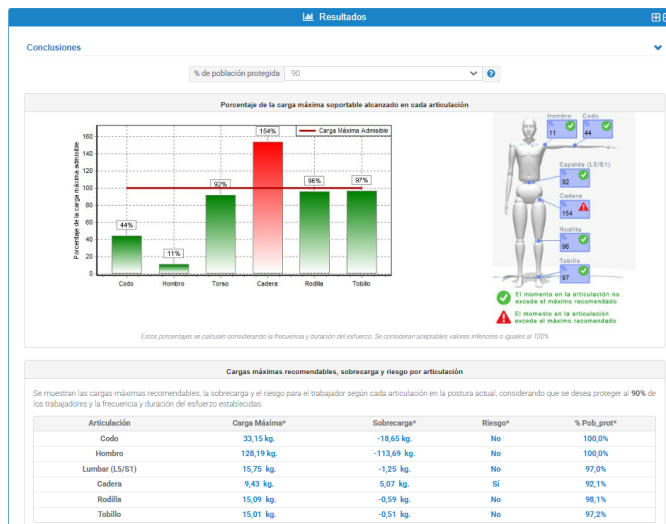 Resultados
Conclusiones
% de población protegida 90
Porcentaje de la carga máxima soportable alcanzado en cada articulación
Porcentaje de la carga máxima admisible
160
140
120
100
80
60
40
20
0
Carga Máxima Admisible
44%
11%
92%
154%
96%
97%
Codo Hombro Torso Cadera Rodilla Tobillo
Hombro Codo
% 11 % 44
Espalda (L5/S1)
% 92
Cadera
% 154
Rodilla
% 96
Tobillo
% 97
El momento en la articulación no
excede el máximo recomendado
El momento en la articulación
excede el máximo recomendado
Estos porcentajes se calculan considerando la frecuencia y duración del esfuerzo. Se consideran aceptables valores inferiores o iguales al 100%
Cargas máximas recomendables, sobrecarga y riesgo por articulación
Se muestran las cargas máximas recomendables, la sobrecarga y el riesgo para el trabajador según cada articulación en la postura actual, considerando que se desea proteger al 90% de
los trabajadores y la frecuencia y duración del esfuerzo establecidas.
Articulación Carga Máxima* Sobrecarga* Riesgo* % Pob_prot*
Codo 33,15 kg. -18,65 kg. No 100,0%
Hombro 128,19 kg. -113,69 kg. No 100,0%
Lumbar (L5/S1) 15,75 kg. -1,25 kg. No 97,0%
Cadera 9,43 kg. 5,07 kg. Sí 92,1%
Rodilla 15,09 kg. -0,59 kg. No 98,1%
Tobillo 15,01 kg. -0,51 kg. No 97,2%